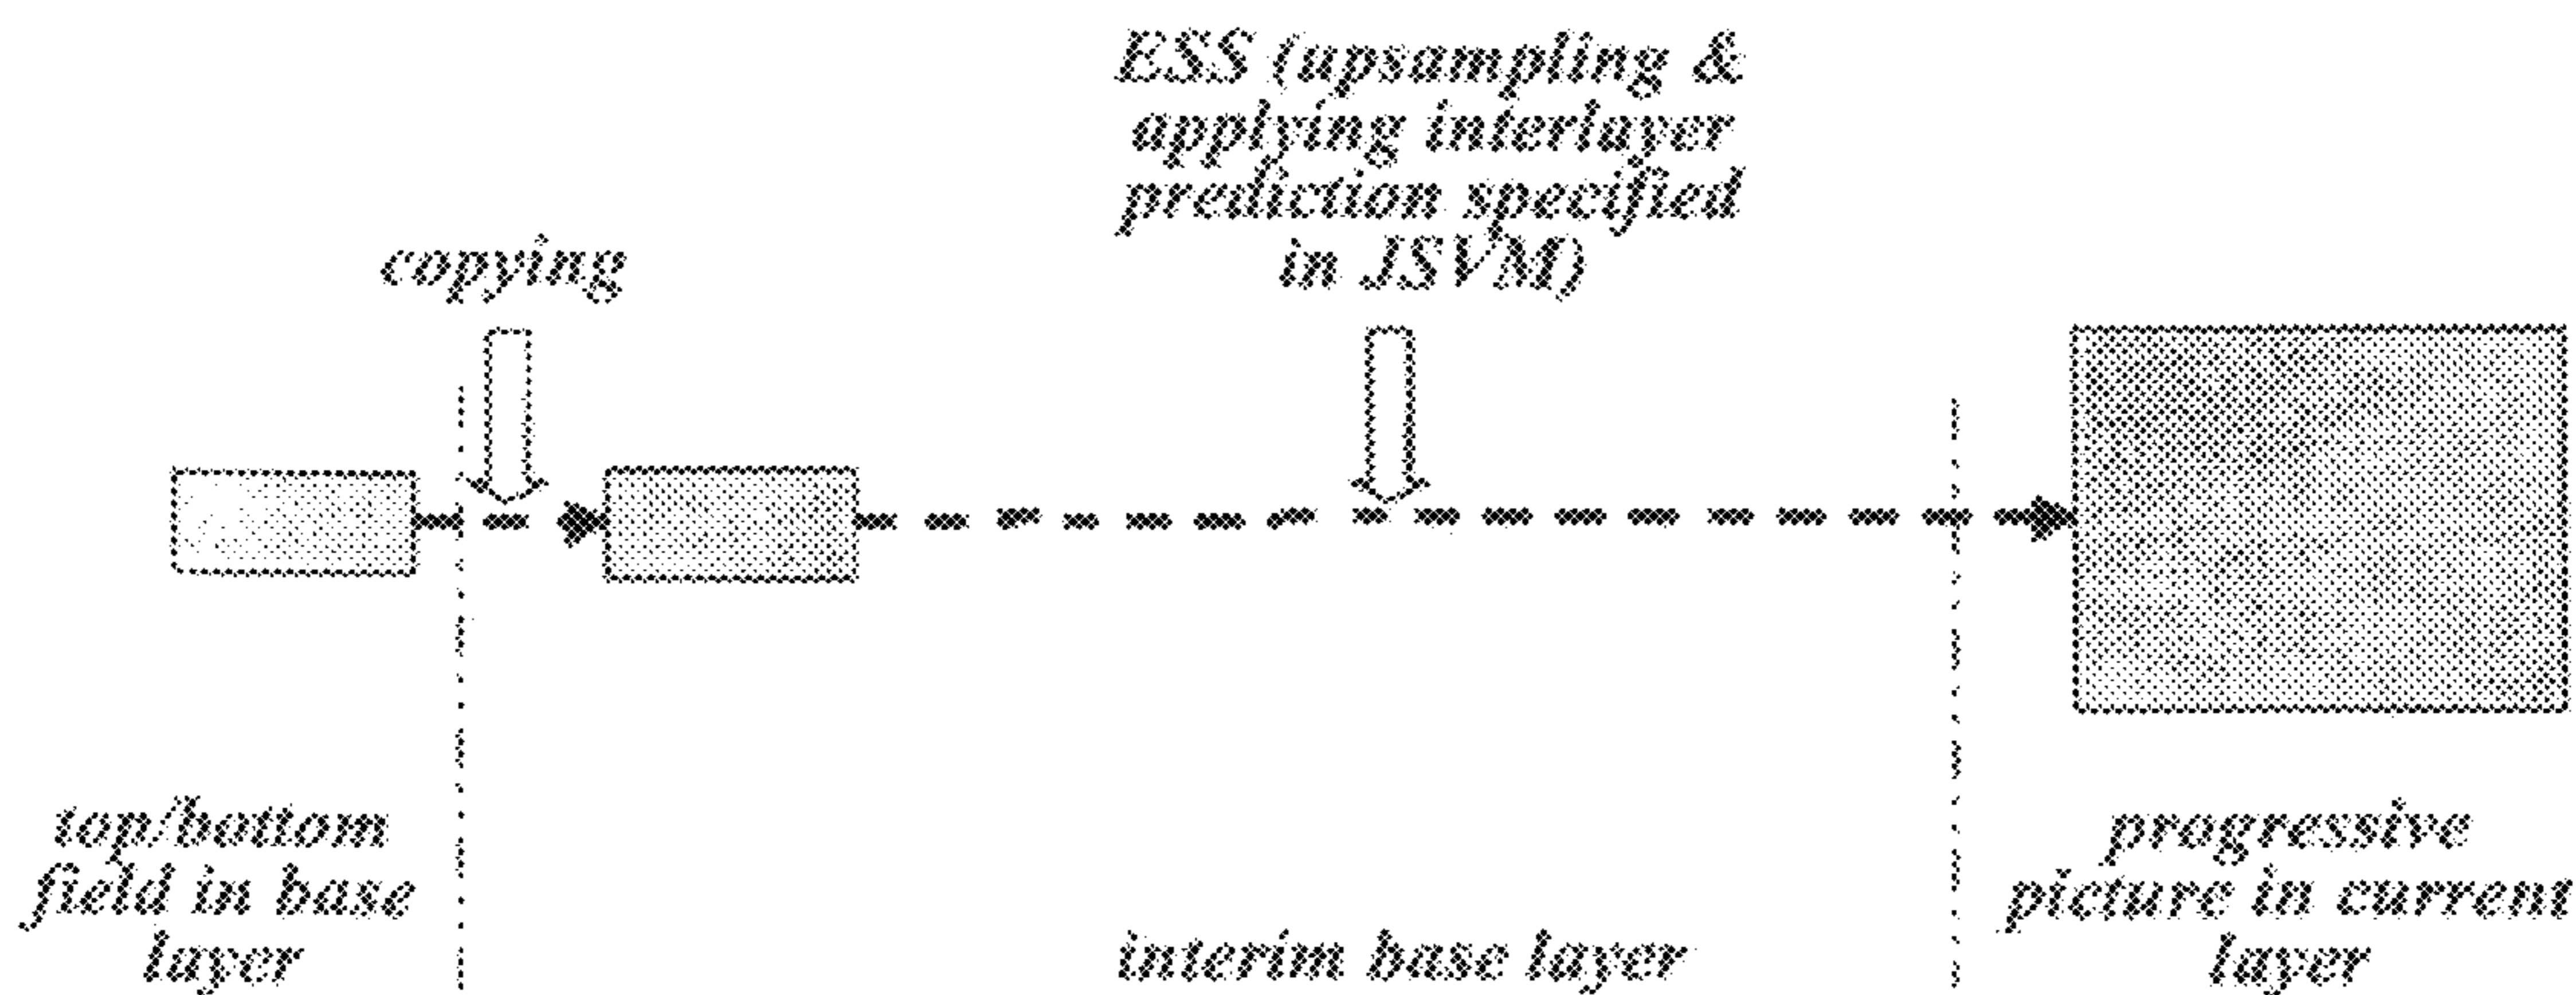 ESS (upsampling &
applying interlayer
prediction specified
in JSVM)
copying
top/bottom
field in base
layer
interim base layer
progressive
picture in current
layer